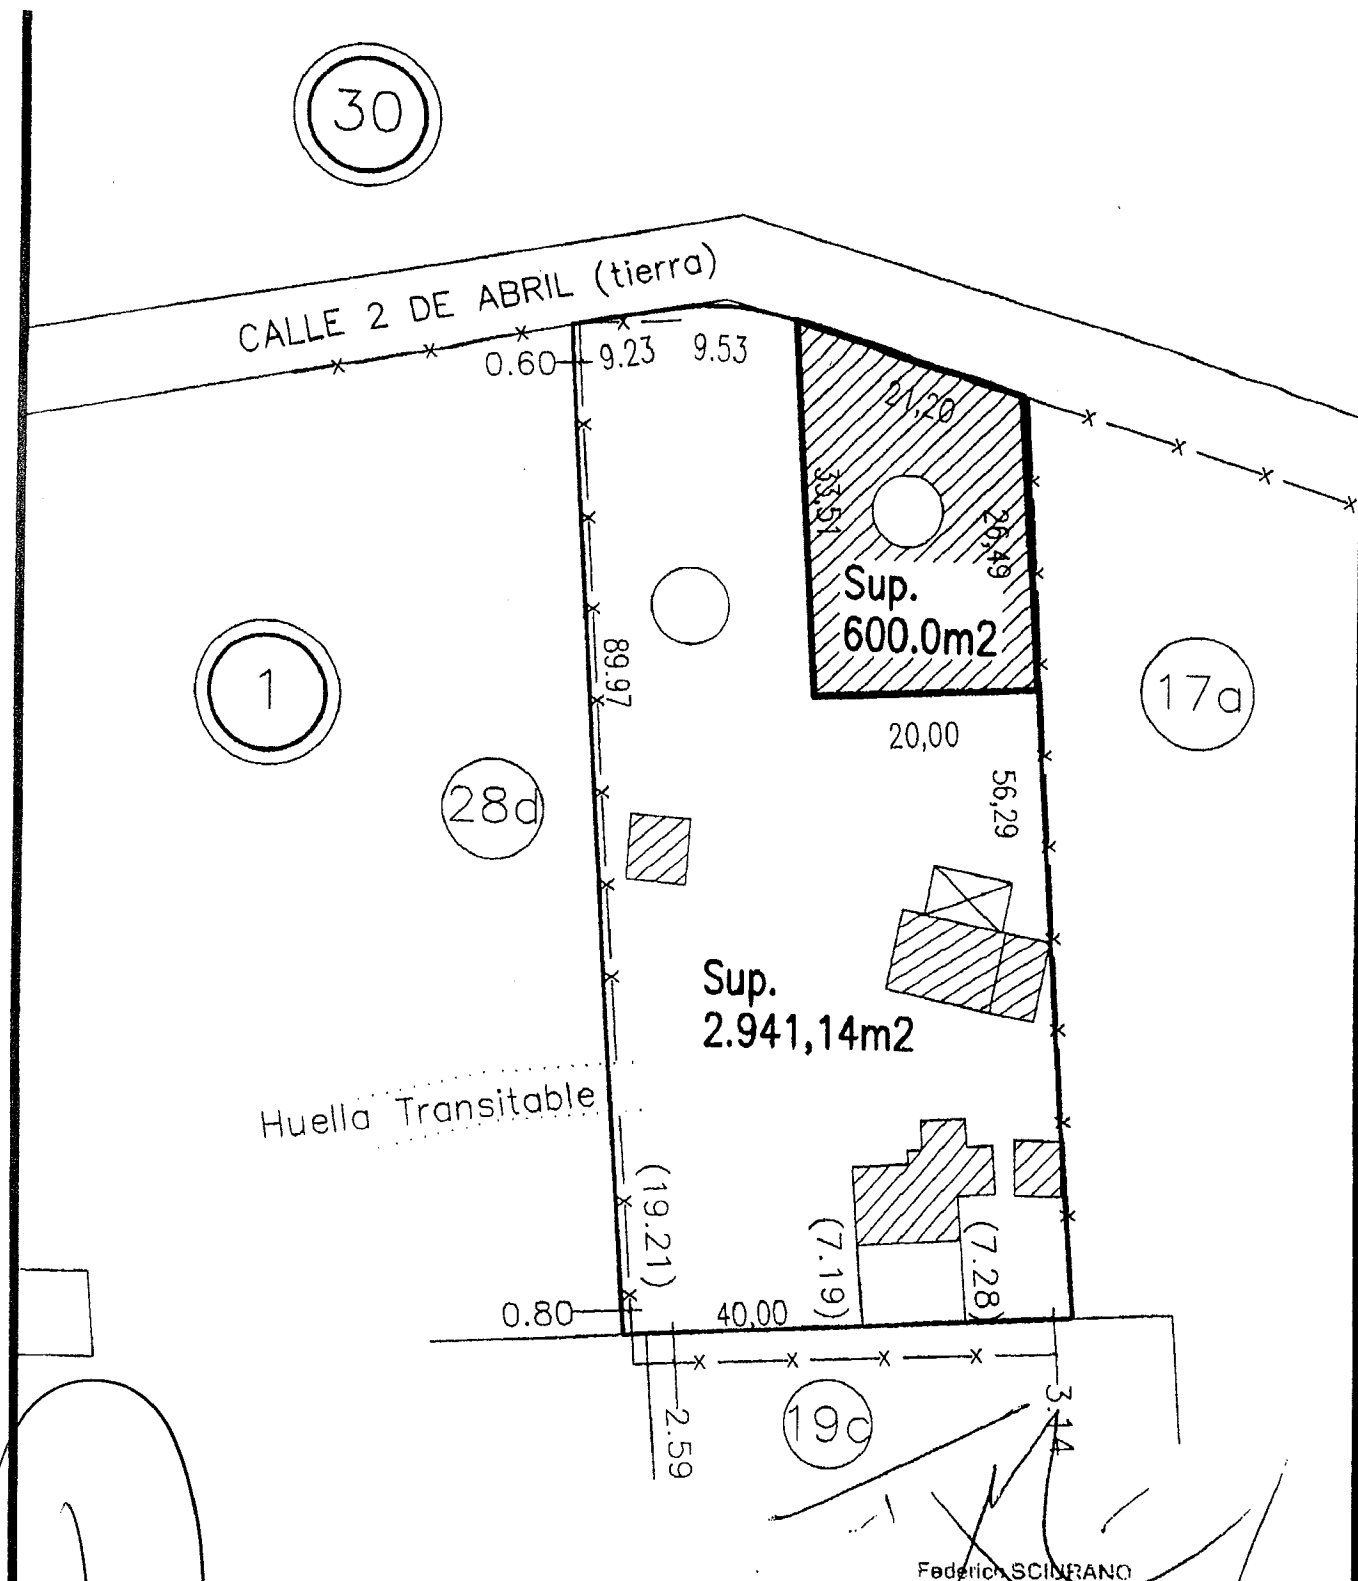 30
CALLE 2 DE ABRIL (tierra)
0.60
9.23
9.53
21,20
33,51
26,49
Sup.
600.0m2
89.97
1
17a
20,00
28d
56,29
Sup.
2.941,14m2
Huella Transitable
(19.21)
(7.19)
(7.28)
0.80
40,00
19c
2.59
3.14
SCIURANO